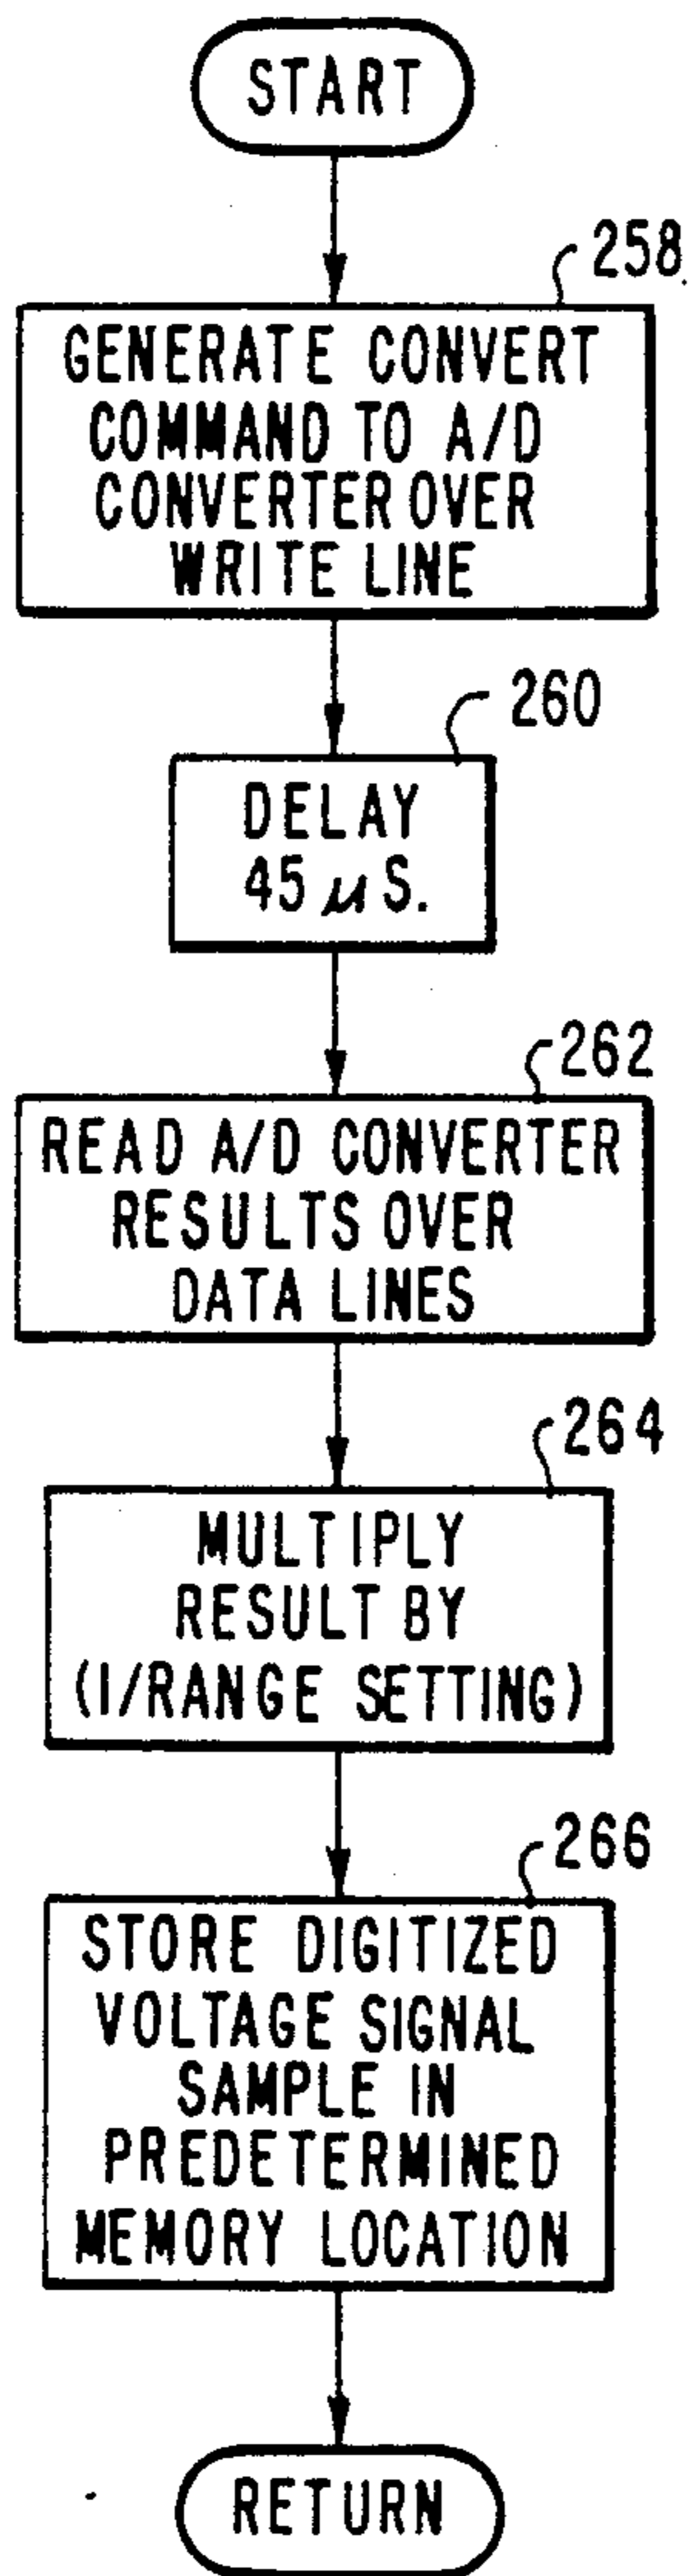 START
258
GENERATE CONVERT
COMMAND TO A/D
CONVERTER OVER
WRITE LINE
260
DELAY
45 μS.
262
READ A/D CONVERTER
RESULTS OVER
DATA LINES
264
MULTIPLY
RESULT BY
(1/RANGE SETTING)
266
STORE DIGITIZED
VOLTAGE SIGNAL
SAMPLE IN
PREDETERMINED
MEMORY LOCATION
RETURN